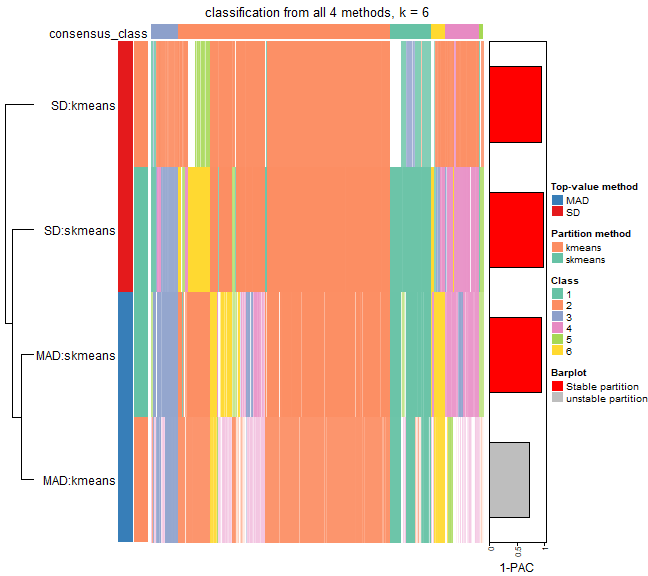 classification from all 4 methods, k = 6
consensus_class
SD:kmeans
SD:skmeans
MAD:skmeans
MAD:kmeans
Top-value method
MAD
SD
Partition method
kmeans
skmeans
Class
1
2
3
4
5
6
Barplot
Stable partition
unstable partition
0
0.5
1
1-PAC